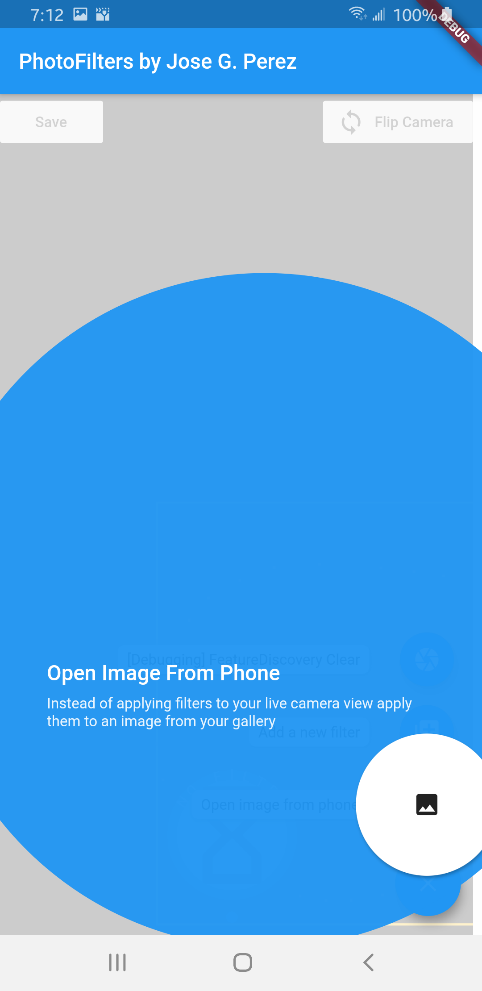 7:12
100%
DEBUG
PhotoFilters by Jose G. Perez
Save
Flip Camera
[Debugging] FeatureDiscovery Clear
Open Image From Phone
Instead of applying filters to your live camera view apply
them to an image from your gallery
Add a new filter
Open image from phone